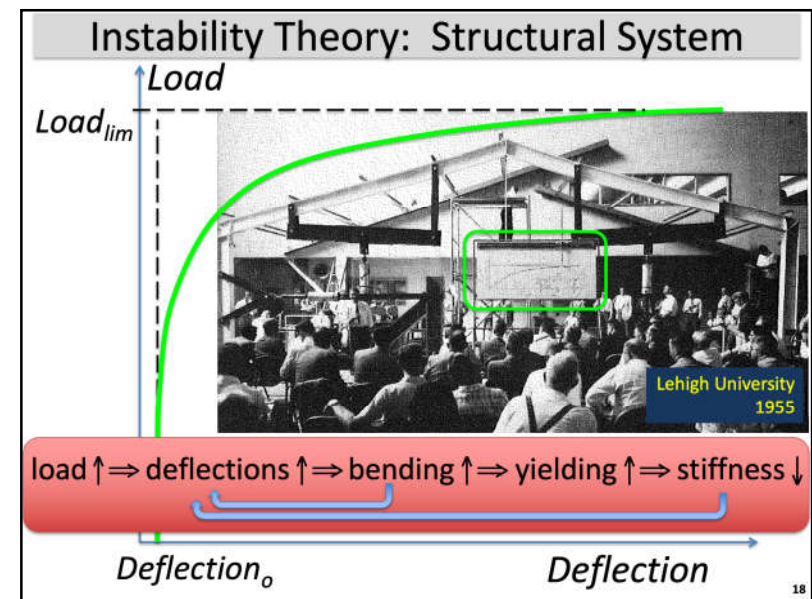 Instability Theory: Structural System
Load
Load_lim
Lehigh University
1955
load ↑⇒ deflections ↑⇒ bending ↑⇒ yielding ↑⇒ stiffness ↓
Deflection_o
Deflection
18